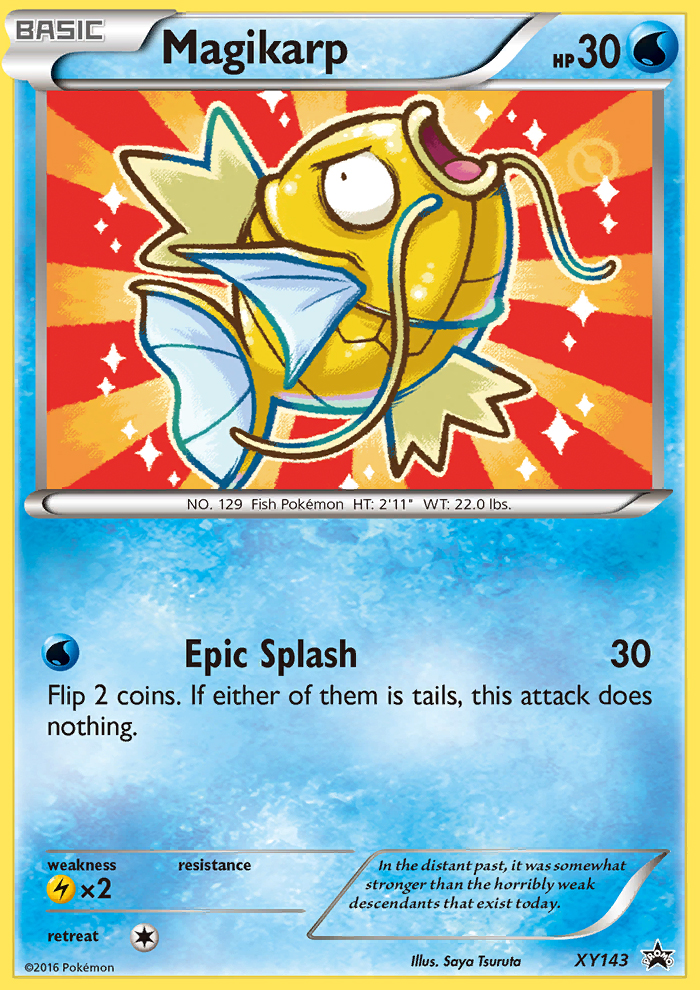 BASIC
Magikarp
HP30
NO. 129 Fish Pokémon HT: 2'11" WT: 22.0 lbs.
Epic Splash 30
Flip 2 coins. If either of them is tails, this attack does
nothing.
weakness resistance
×2
retreat
In the distant past, it was somewhat
stronger than the horribly weak
descendants that exist today.
©2016 Pokémon
Illus. Saya Tsuruta
XY143
PROMO